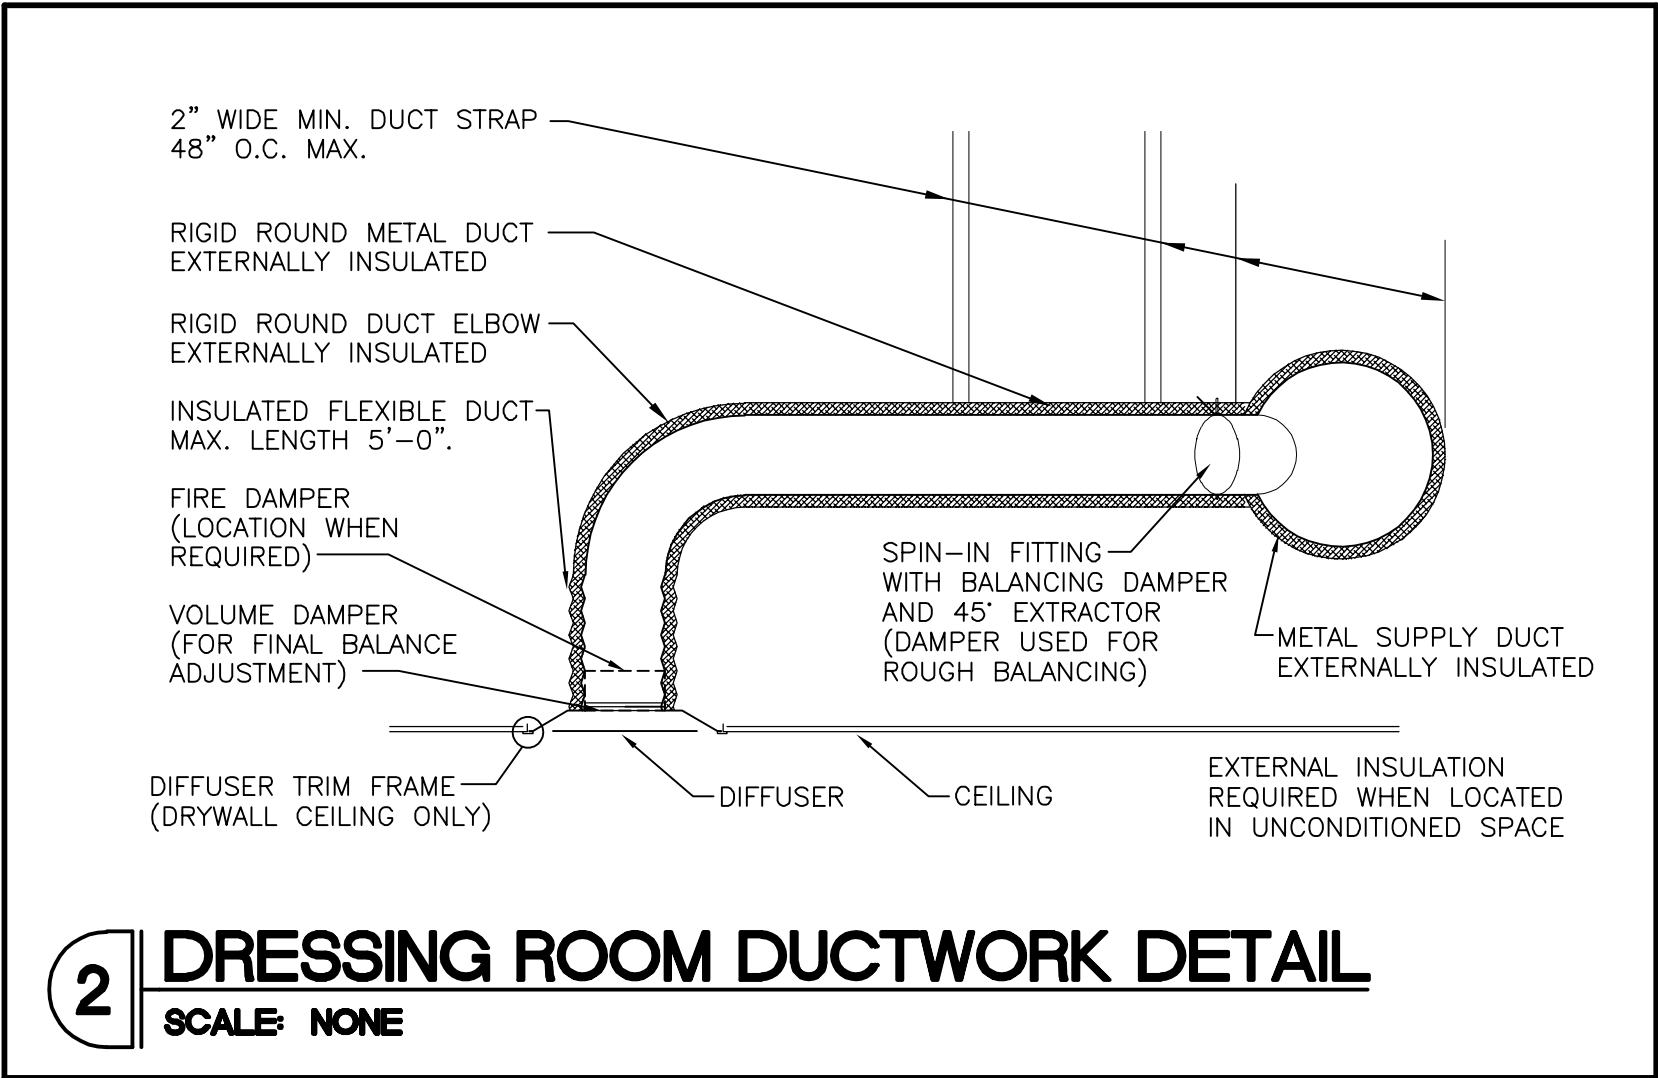 2” WIDE MIN. DUCT STRAP
48” O.C. MAX.
RIGID ROUND METAL DUCT
EXTERNALLY INSULATED
RIGID ROUND DUCT ELBOW
EXTERNALLY INSULATED
INSULATED FLEXIBLE DUCT
MAX. LENGTH 5’–0”.
FIRE DAMPER
(LOCATION WHEN
REQUIRED)
VOLUME DAMPER
(FOR FINAL BALANCE
ADJUSTMENT)
SPIN–IN FITTING
WITH BALANCING DAMPER
AND 45° EXTRACTOR
(DAMPER USED FOR
ROUGH BALANCING)
METAL SUPPLY DUCT
EXTERNALLY INSULATED
DIFFUSER TRIM FRAME
(DRYWALL CEILING ONLY)
DIFFUSER
CEILING
EXTERNAL INSULATION
REQUIRED WHEN LOCATED
IN UNCONDITIONED SPACE
2
DRESSING ROOM DUCTWORK DETAIL
SCALE: NONE